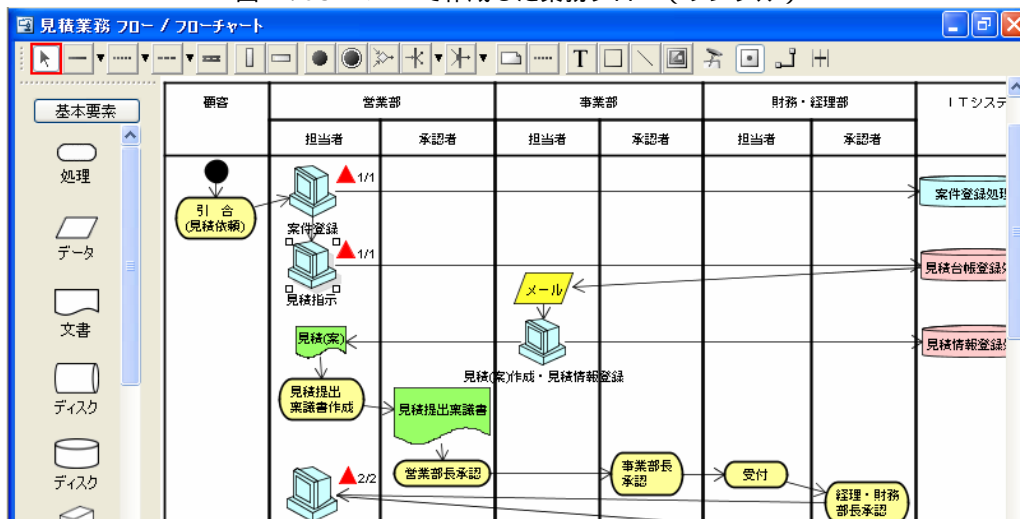 見積業務 フロー / フローチャート
T
基本要素
処理
データ
文書
ディスク
ディスク
顧客
営業部
事業部
財務・経理部
ITシステ
担当者
承認者
担当者
承認者
担当者
承認者
1/1
引 合
(見積依頼)
案件登録
案件登録処理
1/1
見積指示
見積台帳登録
メール
見積(案)
見積情報登録
見積(案)作成・見積情報登録
見積提出
稟議書作成
見積提出稟議書
営業部長承認
事業部長
承認
受付
2/2
経理・財務
部長承認